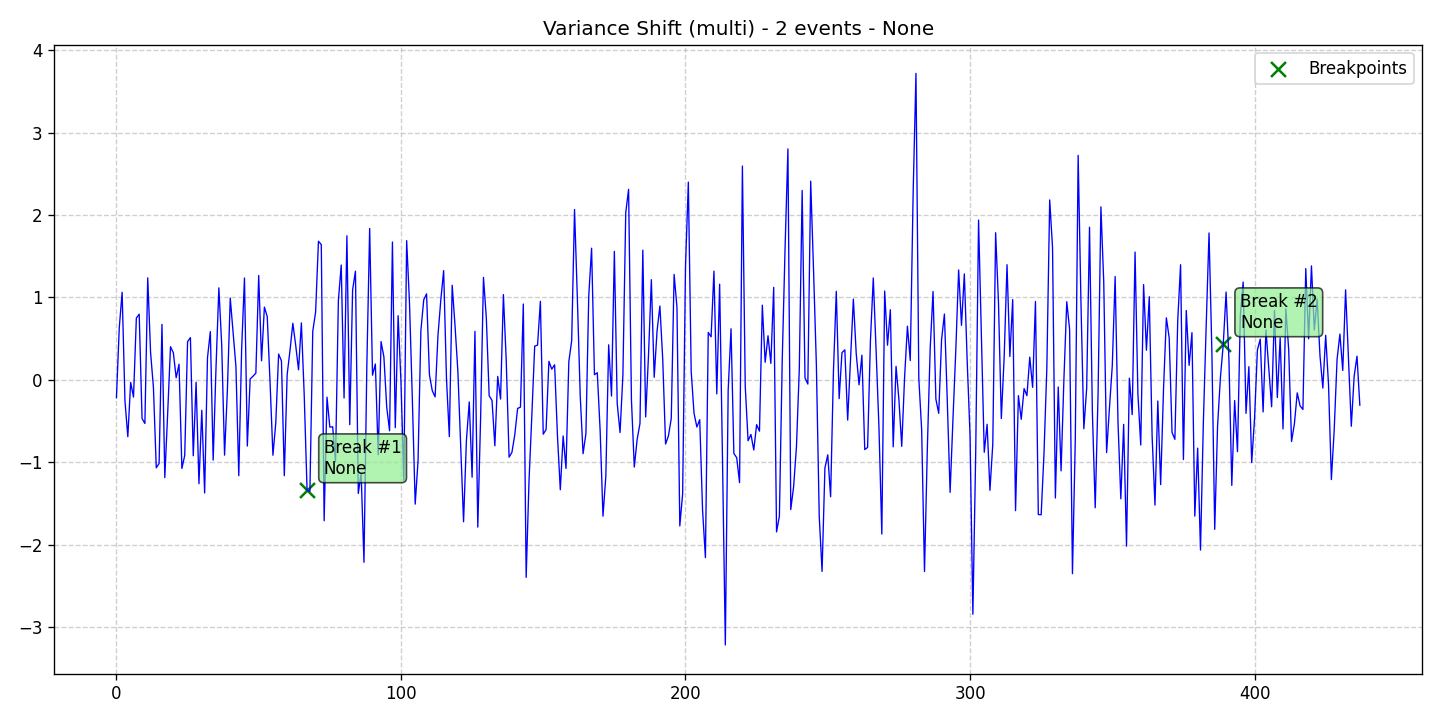 Variance Shift (multi) - 2 events - None
Breakpoints
4
3
2
1
0
−1
−2
−3
Break #1
None
Break #2
None
0
100
200
300
400